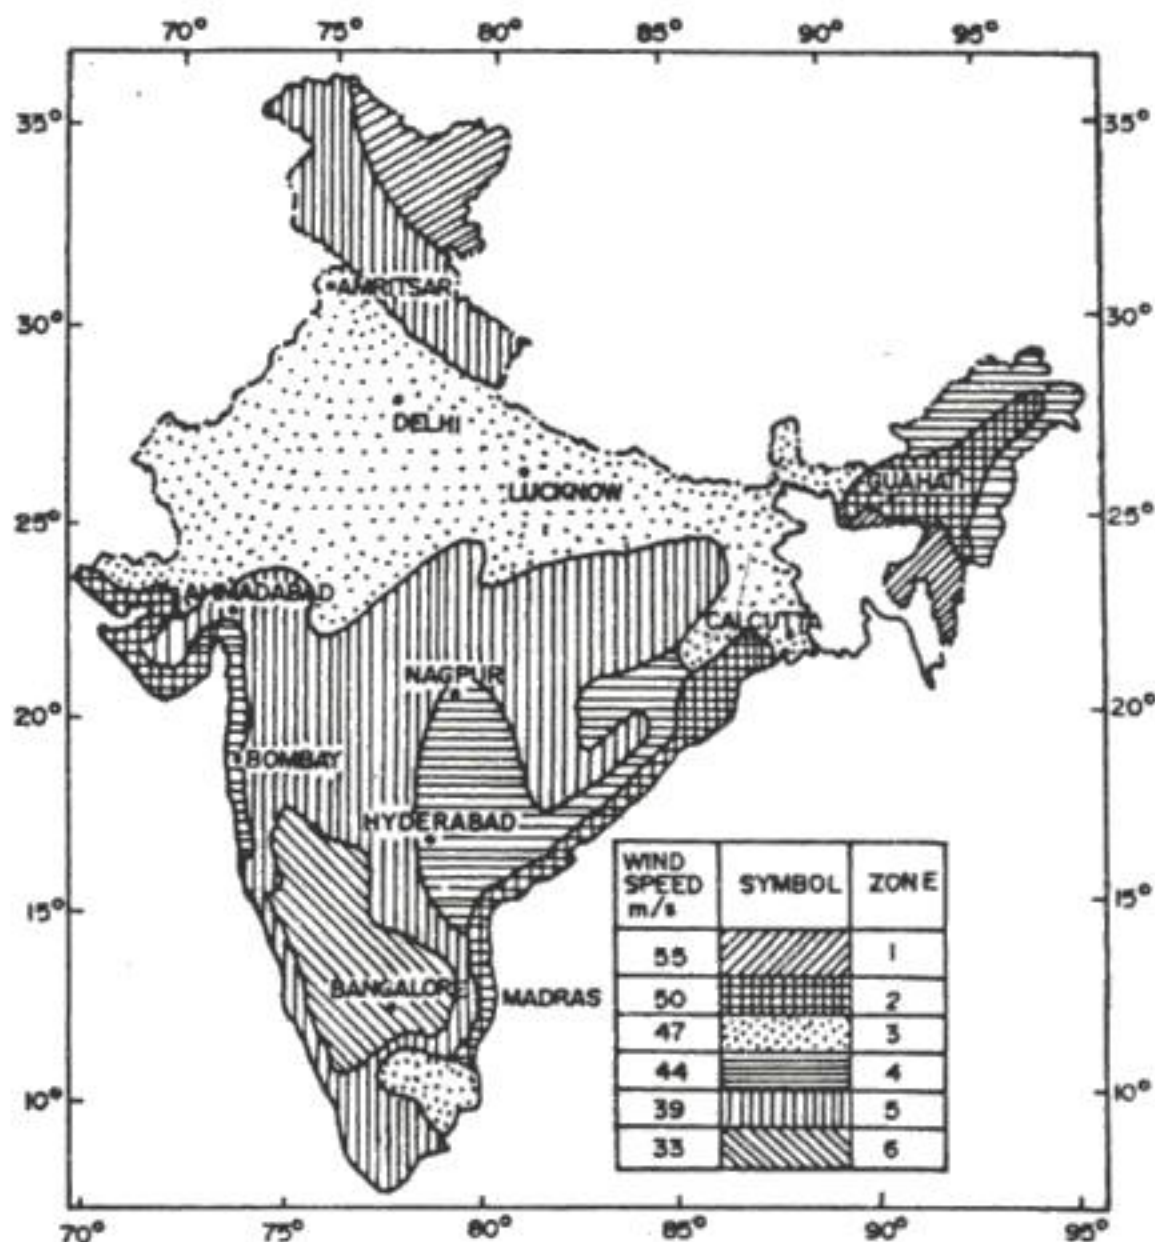 70° 75° 80° 85° 90° 95°
35° 35°
AMRITSAR
30° 30°
DELHI
LUCKNOW
GUAHATI
25° 25°
AHMADABAD
CALCUTTA
NAGPUR
20° 20°
BOMBAY
HYDERABAD
WIND SPEED m/s SYMBOL ZONE
15° 15°
55 1
BANGALORE MADRAS
50 2
47 3
44 4
10° 10°
39 5
33 6
70° 75° 80° 85° 90° 95°